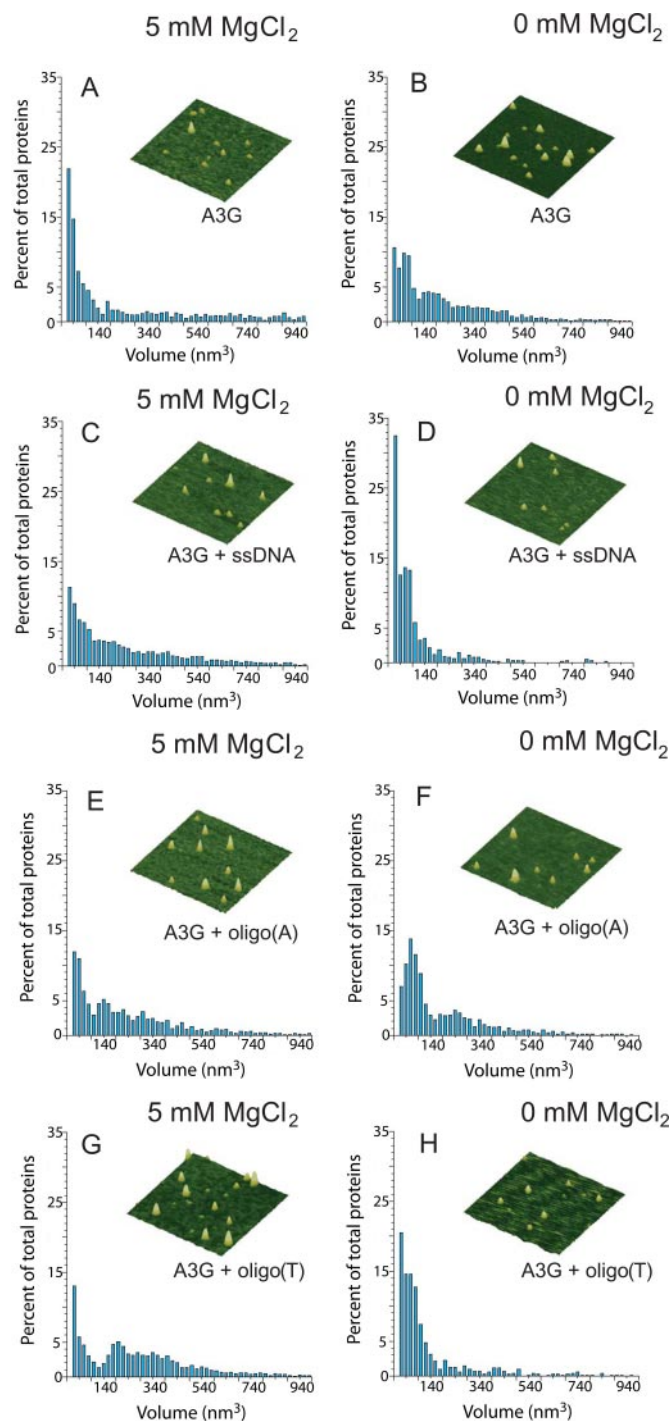 5 mM MgCl₂ 0 mM MgCl₂
A
B
Percent of total proteins
35
25
15
5
0
A3G
140 340 540 740 940
Volume (nm³)
Percent of total proteins
35
25
15
5
0
A3G
140 340 540 740 940
Volume (nm³)
5 mM MgCl₂ 0 mM MgCl₂
C
D
Percent of total proteins
35
25
15
5
0
A3G + ssDNA
140 340 540 740 940
Volume (nm³)
Percent of total proteins
35
25
15
5
0
A3G + ssDNA
140 340 540 740 940
Volume (nm³)
5 mM MgCl₂ 0 mM MgCl₂
E
F
Percent of total proteins
35
25
15
5
0
A3G + oligo(A)
140 340 540 740 940
Volume (nm³)
Percent of total proteins
35
25
15
5
0
A3G + oligo(A)
140 340 540 740 940
Volume (nm³)
5 mM MgCl₂ 0 mM MgCl₂
G
H
Percent of total proteins
35
25
15
5
0
A3G + oligo(T)
140 340 540 740 940
Volume (nm³)
Percent of total proteins
35
25
15
5
0
A3G + oligo(T)
140 340 540 740 940
Volume (nm³)